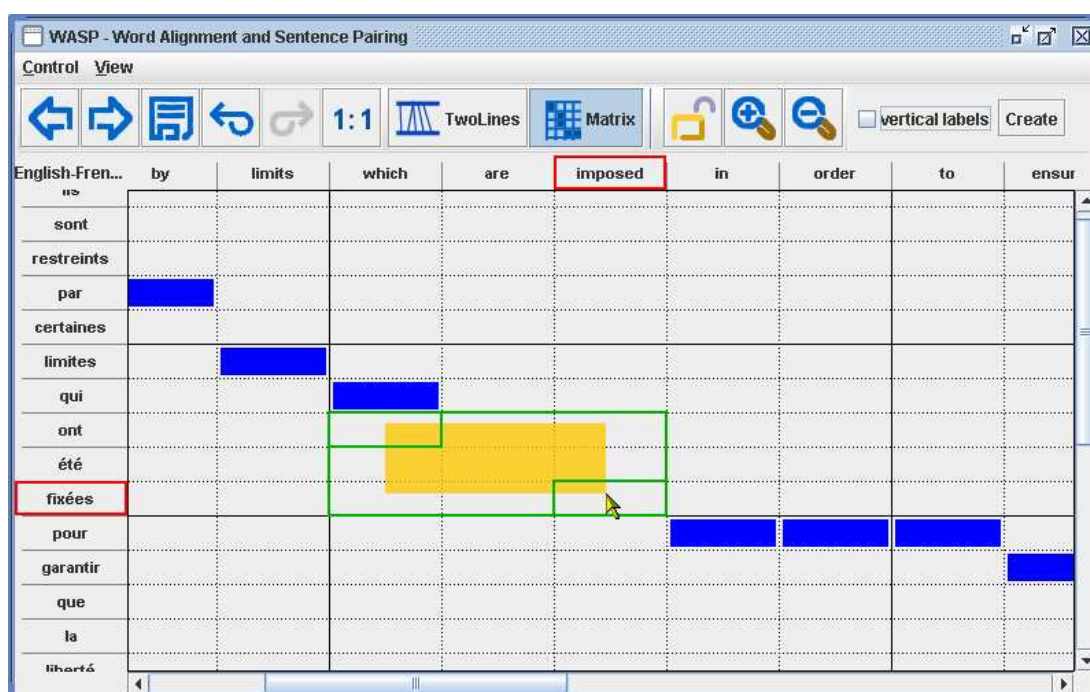 WASP - Word Alignment and Sentence Pairing
Control View
1:1 TwoLines Matrix vertical labels Create
English-Fren... by limits which are imposed in order to ensur
sont
restreints
par
certaines
limites
qui
ont
été
fixées
pour
garantir
que
la
liberté